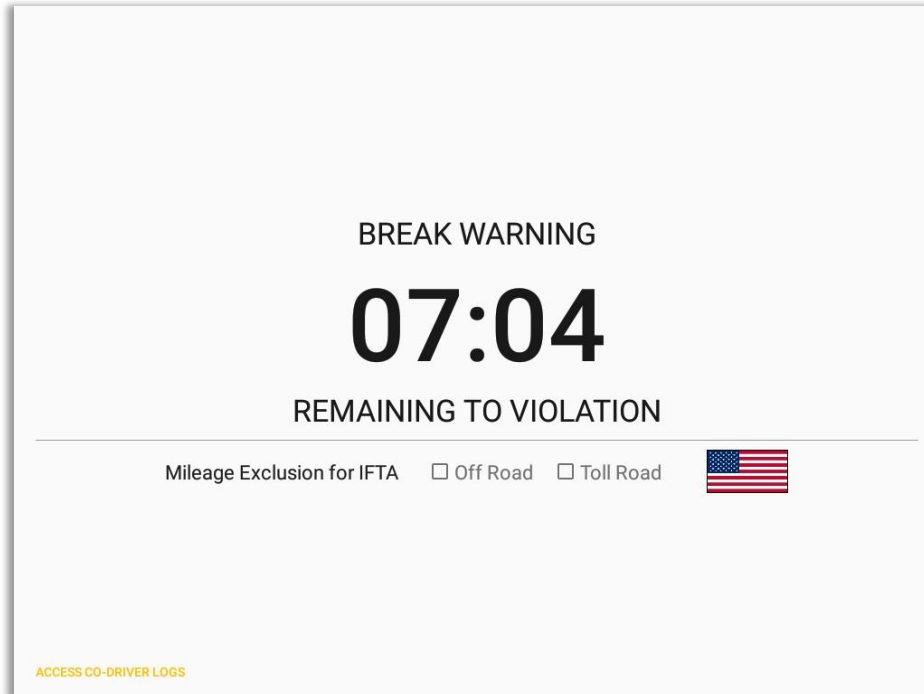 BREAK WARNING
07:04
REMAINING TO VIOLATION
Mileage Exclusion for IFTA Off Road Toll Road
ACCESS CO-DRIVER LOGS